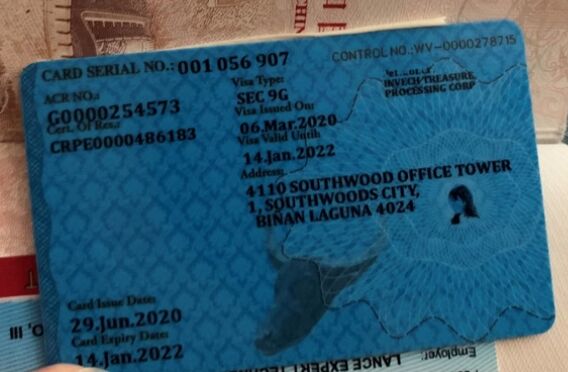 CARD SERIAL NO.: 001 056 907
CONTROL NO.: WV-0000278715
ACR NO.:
G0000254573
Cert. Of Res.:
CRPE0000486183
Visa Type:
SEC 9G
Visa Issued On:
06.Mar.2020
Visa Valid Until:
14.Jan.2022
INVECH TREASURE
PROCESSING CORP
Address:
4110 SOUTHWOOD OFFICE TOWER
1, SOUTHWOODS CITY,
BINAN LAGUNA 4024
Card Issue Date:
29.Jun.2020
Card Expiry Date:
14.Jan.2022
O, III
Employer:
LANCE EXPERT